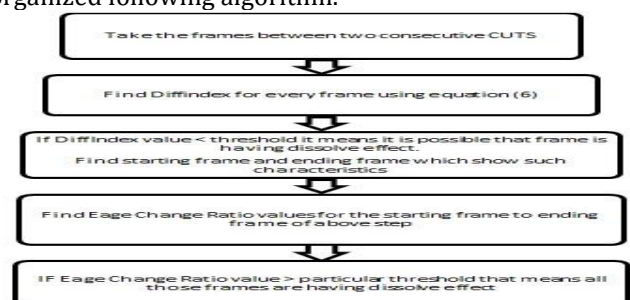 organized following algorithm.
Take the frames between two consecutive CUTS
Find Diffindex for every frame using equation (6)
If DiffIndex value < threshold it means it is possible that frame is
having dissolve effect.
Find starting frame and ending frame which show such
characteristics
Find Eage Change Ratio values for the starting frame to ending
frame of above step
IF Eage Change Ratio value > particular threshold that means all
those frames are having dissolve effect